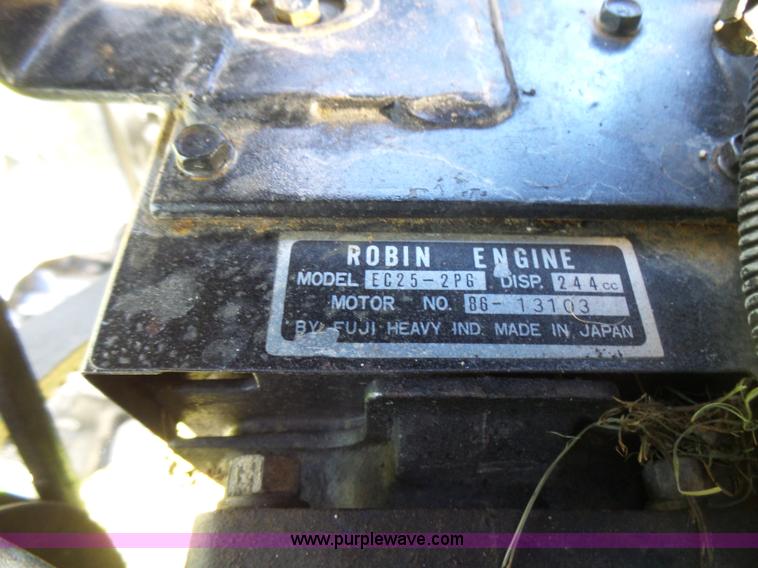 ROBIN ENGINE
MODEL EC25-2PG DISP. 244cc
MOTOR NO. 86-13103
BY FUJI HEAVY IND. MADE IN JAPAN
www.purplewave.com